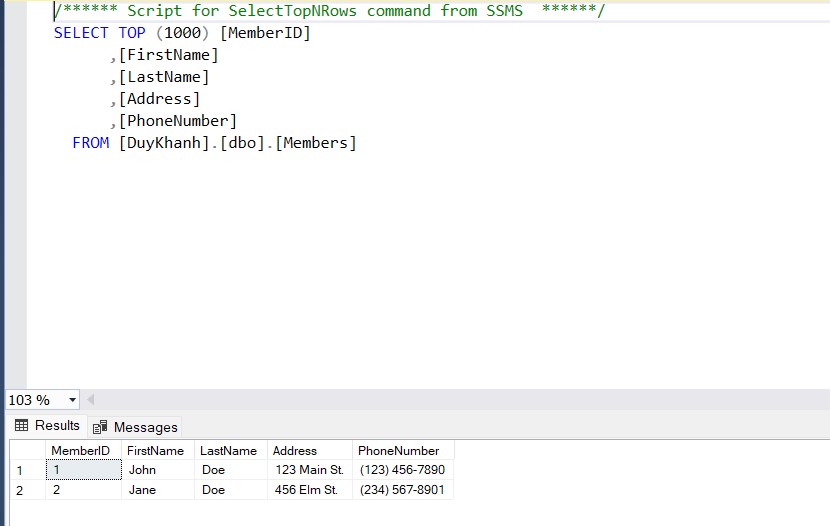 /****** Script for SelectTopNRows command from SSMS  ******/
SELECT TOP (1000) [MemberID]
      ,[FirstName]
      ,[LastName]
      ,[Address]
      ,[PhoneNumber]
  FROM [DuyKhanh].[dbo].[Members]
103 %
Results Messages
MemberID FirstName LastName Address PhoneNumber
1 1 John Doe 123 Main St. (123) 456-7890
2 2 Jane Doe 456 Elm St. (234) 567-8901